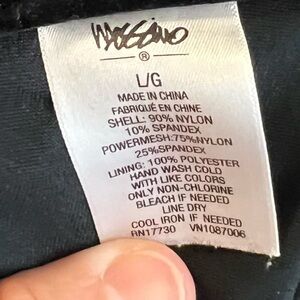 MOSSIMO
®
L/G
MADE IN CHINA
FABRIQUÉ EN CHINE
SHELL: 90% NYLON
10% SPANDEX
POWERMESH:75%NYLON
25%SPANDEX
LINING: 100% POLYESTER
HAND WASH COLD
WITH LIKE COLORS
ONLY NON-CHLORINE
BLEACH IF NEEDED
LINE DRY
COOL IRON IF NEEDED
RN17730 VN1087006